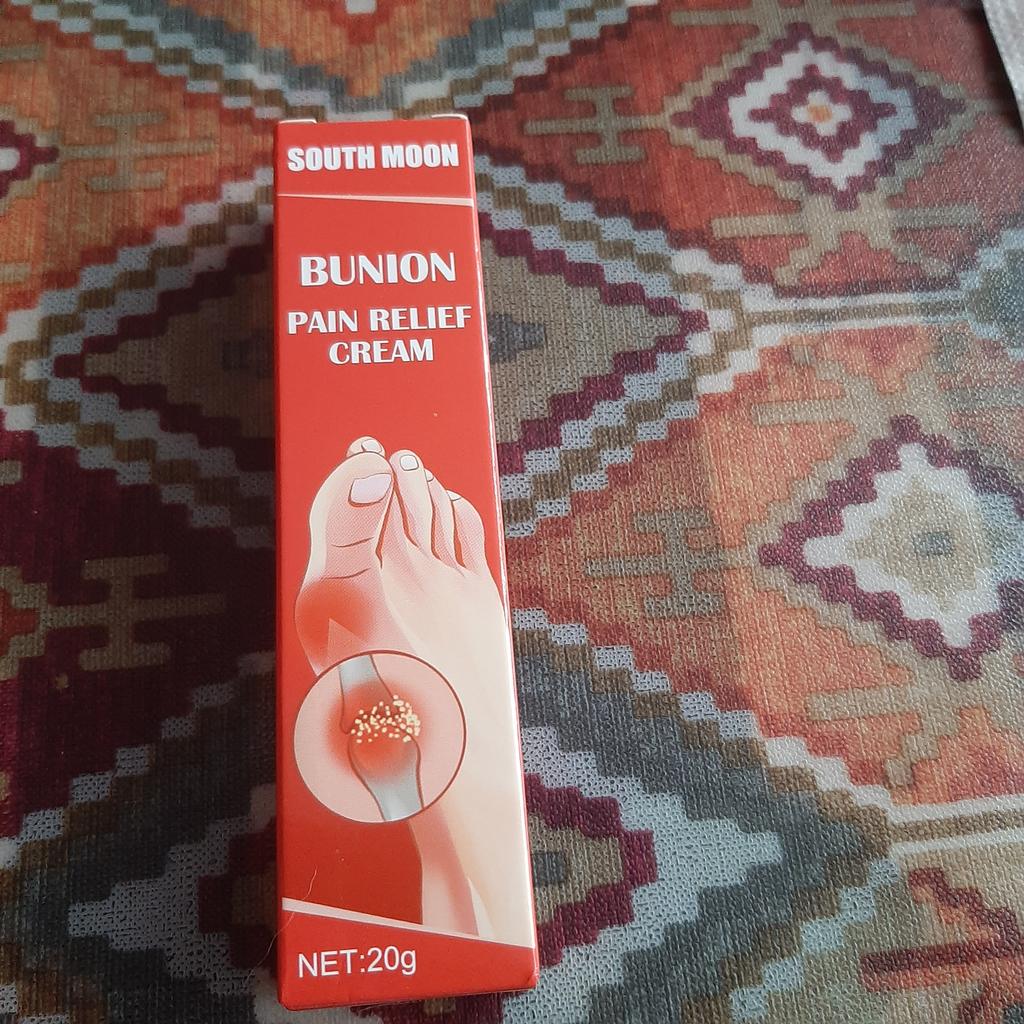 SOUTH MOON
BUNION
PAIN RELIEF
CREAM
NET:20g